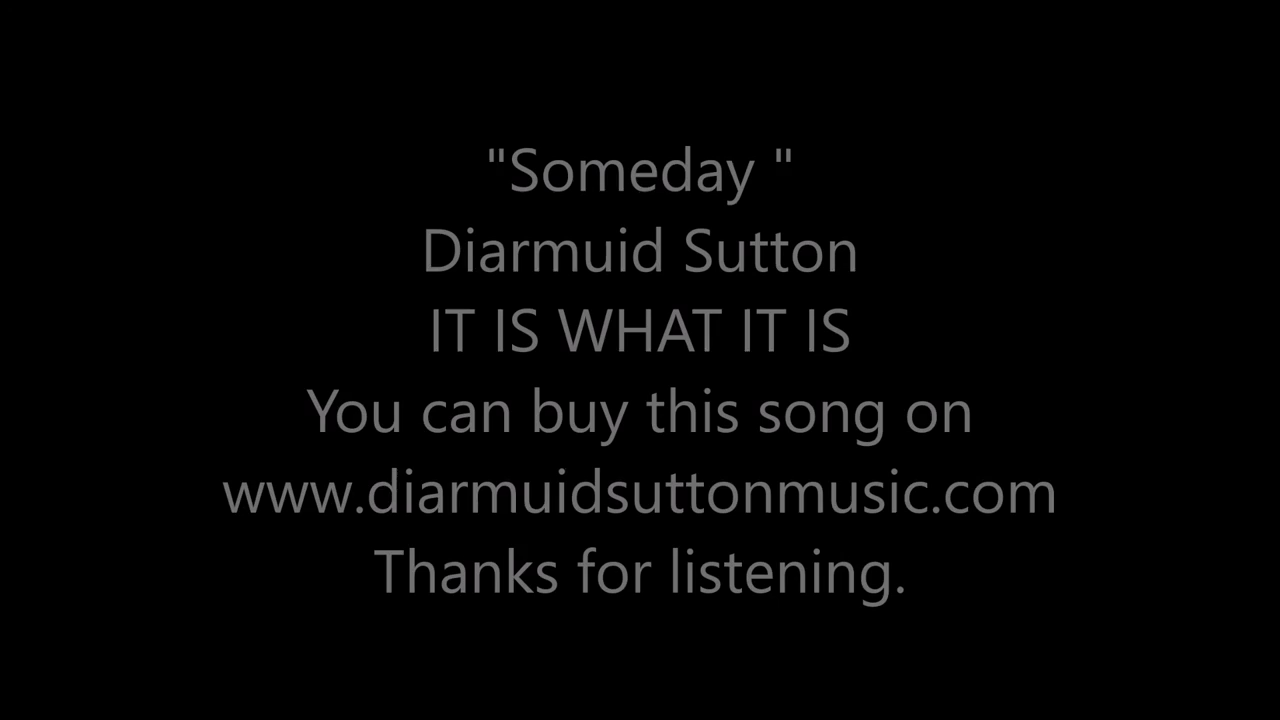 "Someday "
Diarmuid Sutton
IT IS WHAT IT IS
You can buy this song on
www.diarmuidsuttonmusic.com
Thanks for listening.